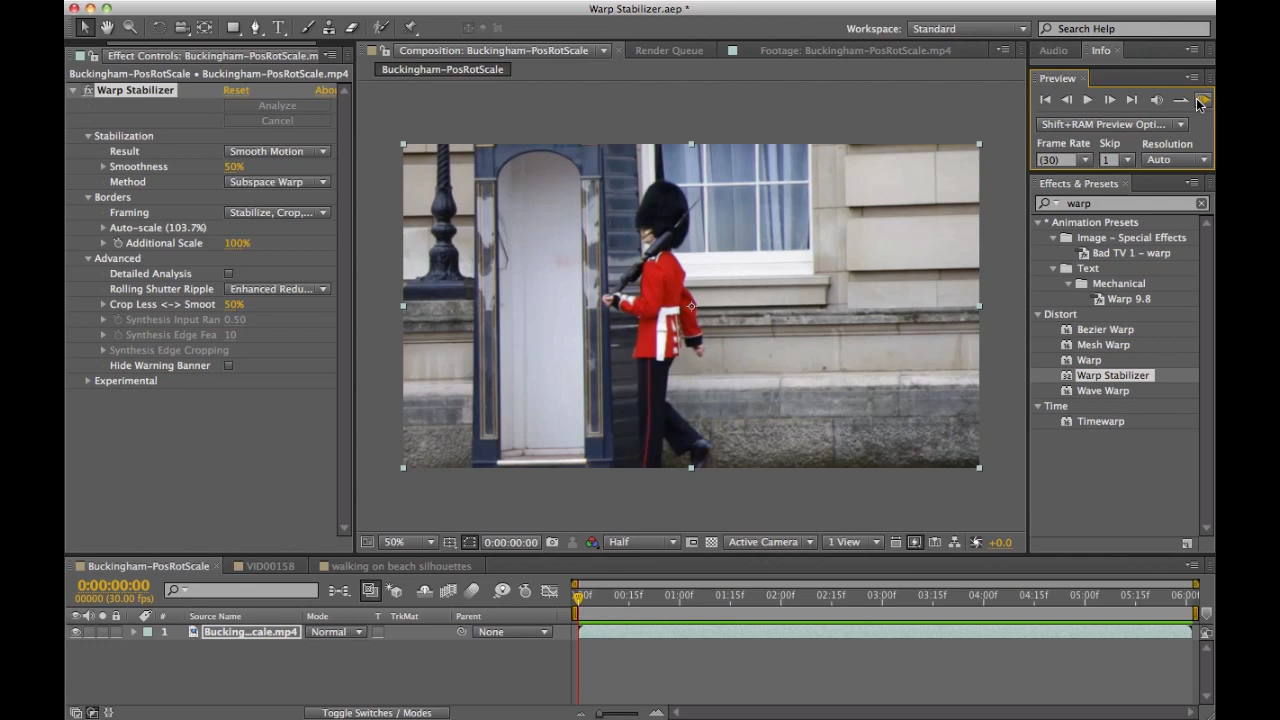 Warp Stabilizer.aep *
Workspace: Standard Search Help
Effect Controls: Buckingham-PosRotScale.m
Buckingham-PosRotScale • Buckingham-PosRotScale.mp4
fx Warp Stabilizer Reset Abo
Analyze
Cancel
Stabilization
Result Smooth Motion
Smoothness 50%
Method Subspace Warp
Borders
Framing Stabilize, Crop,...
Auto-scale (103.7%)
Additional Scale 100%
Advanced
Detailed Analysis
Rolling Shutter Ripple Enhanced Redu...
Crop Less <-> Smoot 50%
Synthesis Input Ran 0.50
Synthesis Edge Fea 10
Synthesis Edge Cropping
Hide Warning Banner
Experimental
Composition: Buckingham-PosRotScale Render Queue Footage: Buckingham-PosRotScale.mp4
Buckingham-PosRotScale
50% 0:00:00:00 Half Active Camera 1 View +0.0
Audio Info
Preview
Shift+RAM Preview Opti...
Frame Rate Skip Resolution
(30) 1 Auto
Effects & Presets
warp
* Animation Presets
Image – Special Effects
Bad TV 1 – warp
Text
Mechanical
Warp 9.8
Distort
Bezier Warp
Mesh Warp
Warp
Warp Stabilizer
Wave Warp
Time
Timewarp
Buckingham-PosRotScale VID00158 walking on beach silhouettes
0:00:00:00
00000 (30.00 fps)
:00f 00:15f 01:00f 01:15f 02:00f 02:15f 03:00f 03:15f 04:00f 04:15f 05:00f 05:15f 06:00f
# Source Name Mode T TrkMat Parent
1 Bucking...cale.mp4 Normal None
Toggle Switches / Modes